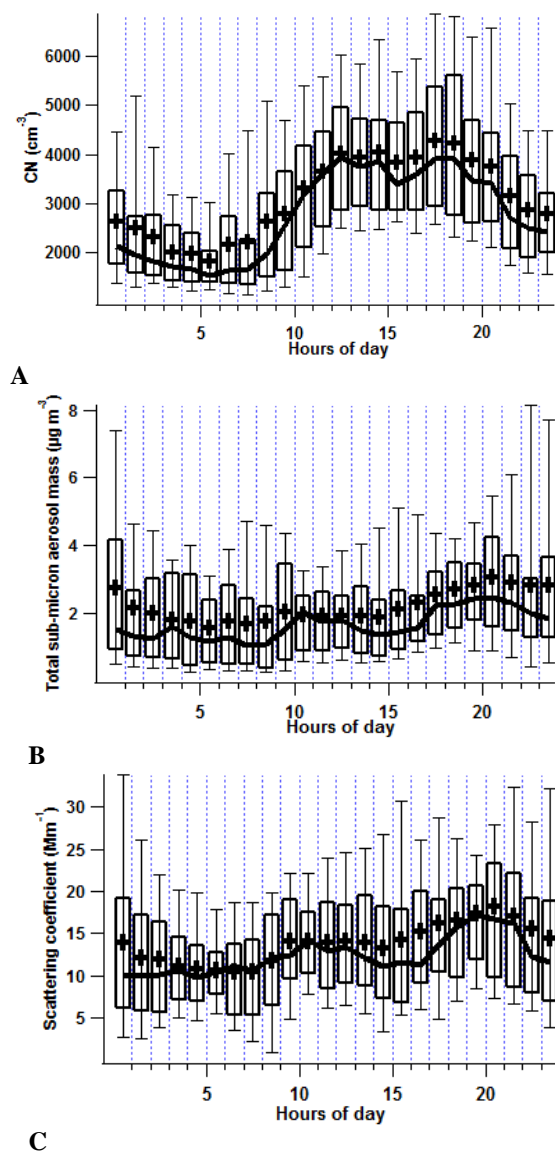 6000
5000
4000
3000
2000
CN (cm⁻³)
5 10 15 20
Hours of day
A
8
6
4
2
Total sub-micron aerosol mass (µg m⁻³)
5 10 15 20
Hours of day
B
30
25
20
15
10
5
Scattering coefficient (Mm⁻¹)
5 10 15 20
Hours of day
C